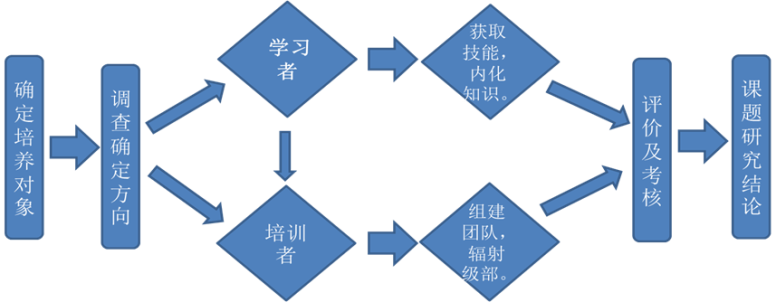 确定培养对象
调查确定方向
学习
者
获取
技能，
内化
知识。
培训
者
组建
团队，
辐射
级部。
评价及考核
课题研究结论